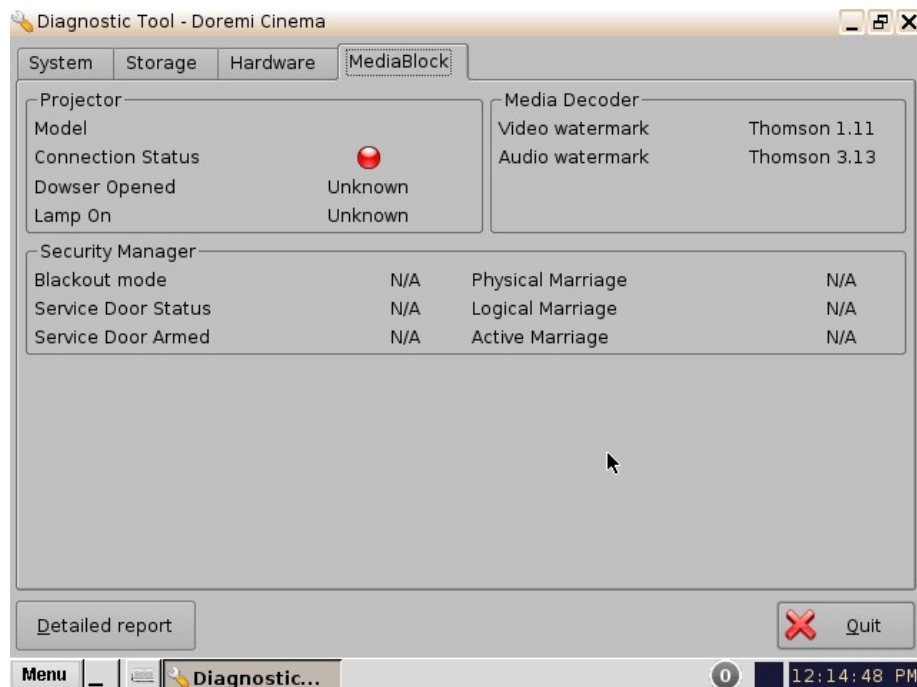 Diagnostic Tool - Doremi Cinema
System Storage Hardware MediaBlock
Projector
Model
Connection Status
Dowser Opened Unknown
Lamp On Unknown
Media Decoder
Video watermark Thomson 1.11
Audio watermark Thomson 3.13
Security Manager
Blackout mode N/A Physical Marriage N/A
Service Door Status N/A Logical Marriage N/A
Service Door Armed N/A Active Marriage N/A
Detailed report Quit
Menu Diagnostic... 0 12:14:48 PM